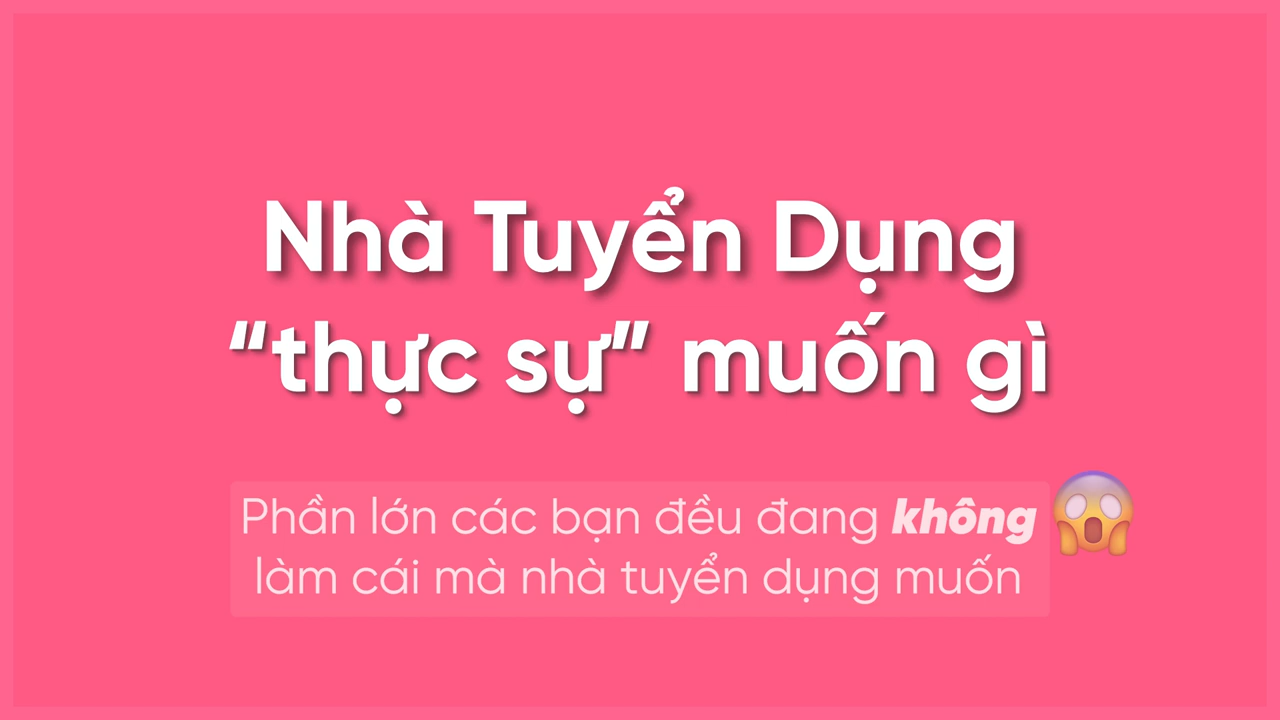 Nhà Tuyển Dụng
“thực sự” muốn gì
Phần lớn các bạn đều đang không
làm cái mà nhà tuyển dụng muốn